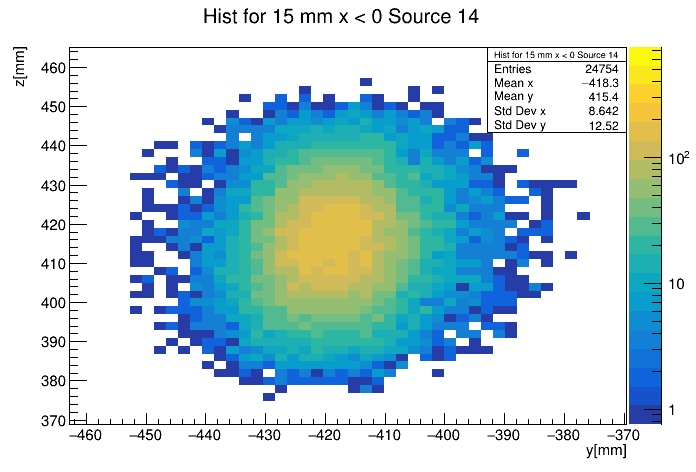 Hist for 15 mm x < 0 Source 14
z[mm]
Hist for 15 mm x < 0 Source 14
Entries 24754
Mean x −418.3
Mean y 415.4
Std Dev x 8.642
Std Dev y 12.52
460
450
440
430
420
410
400
390
380
370
−460 −450 −440 −430 −420 −410 −400 −390 −380 −370
y[mm]
10²
10
1